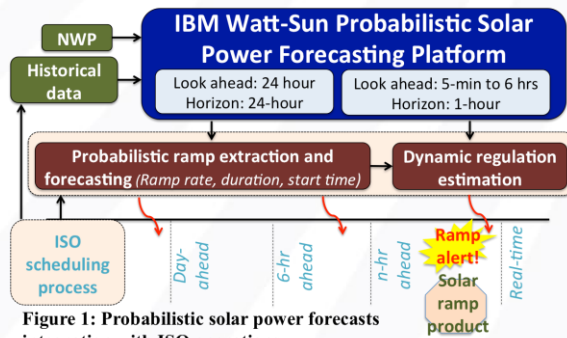 IBM Watt-Sun Probabilistic Solar
Power Forecasting Platform
NWP
Historical
data
Look ahead: 24 hour
Horizon: 24-hour
Look ahead: 5-min to 6 hrs
Horizon: 1-hour
Probabilistic ramp extraction and
forecasting (Ramp rate, duration, start time)
Dynamic regulation
estimation
ISO
scheduling
process
Day-
ahead
6-hr
ahead
n-hr
ahead
Ramp
alert!
Real-time
Solar
ramp
product
Figure 1: Probabilistic solar power forecasts